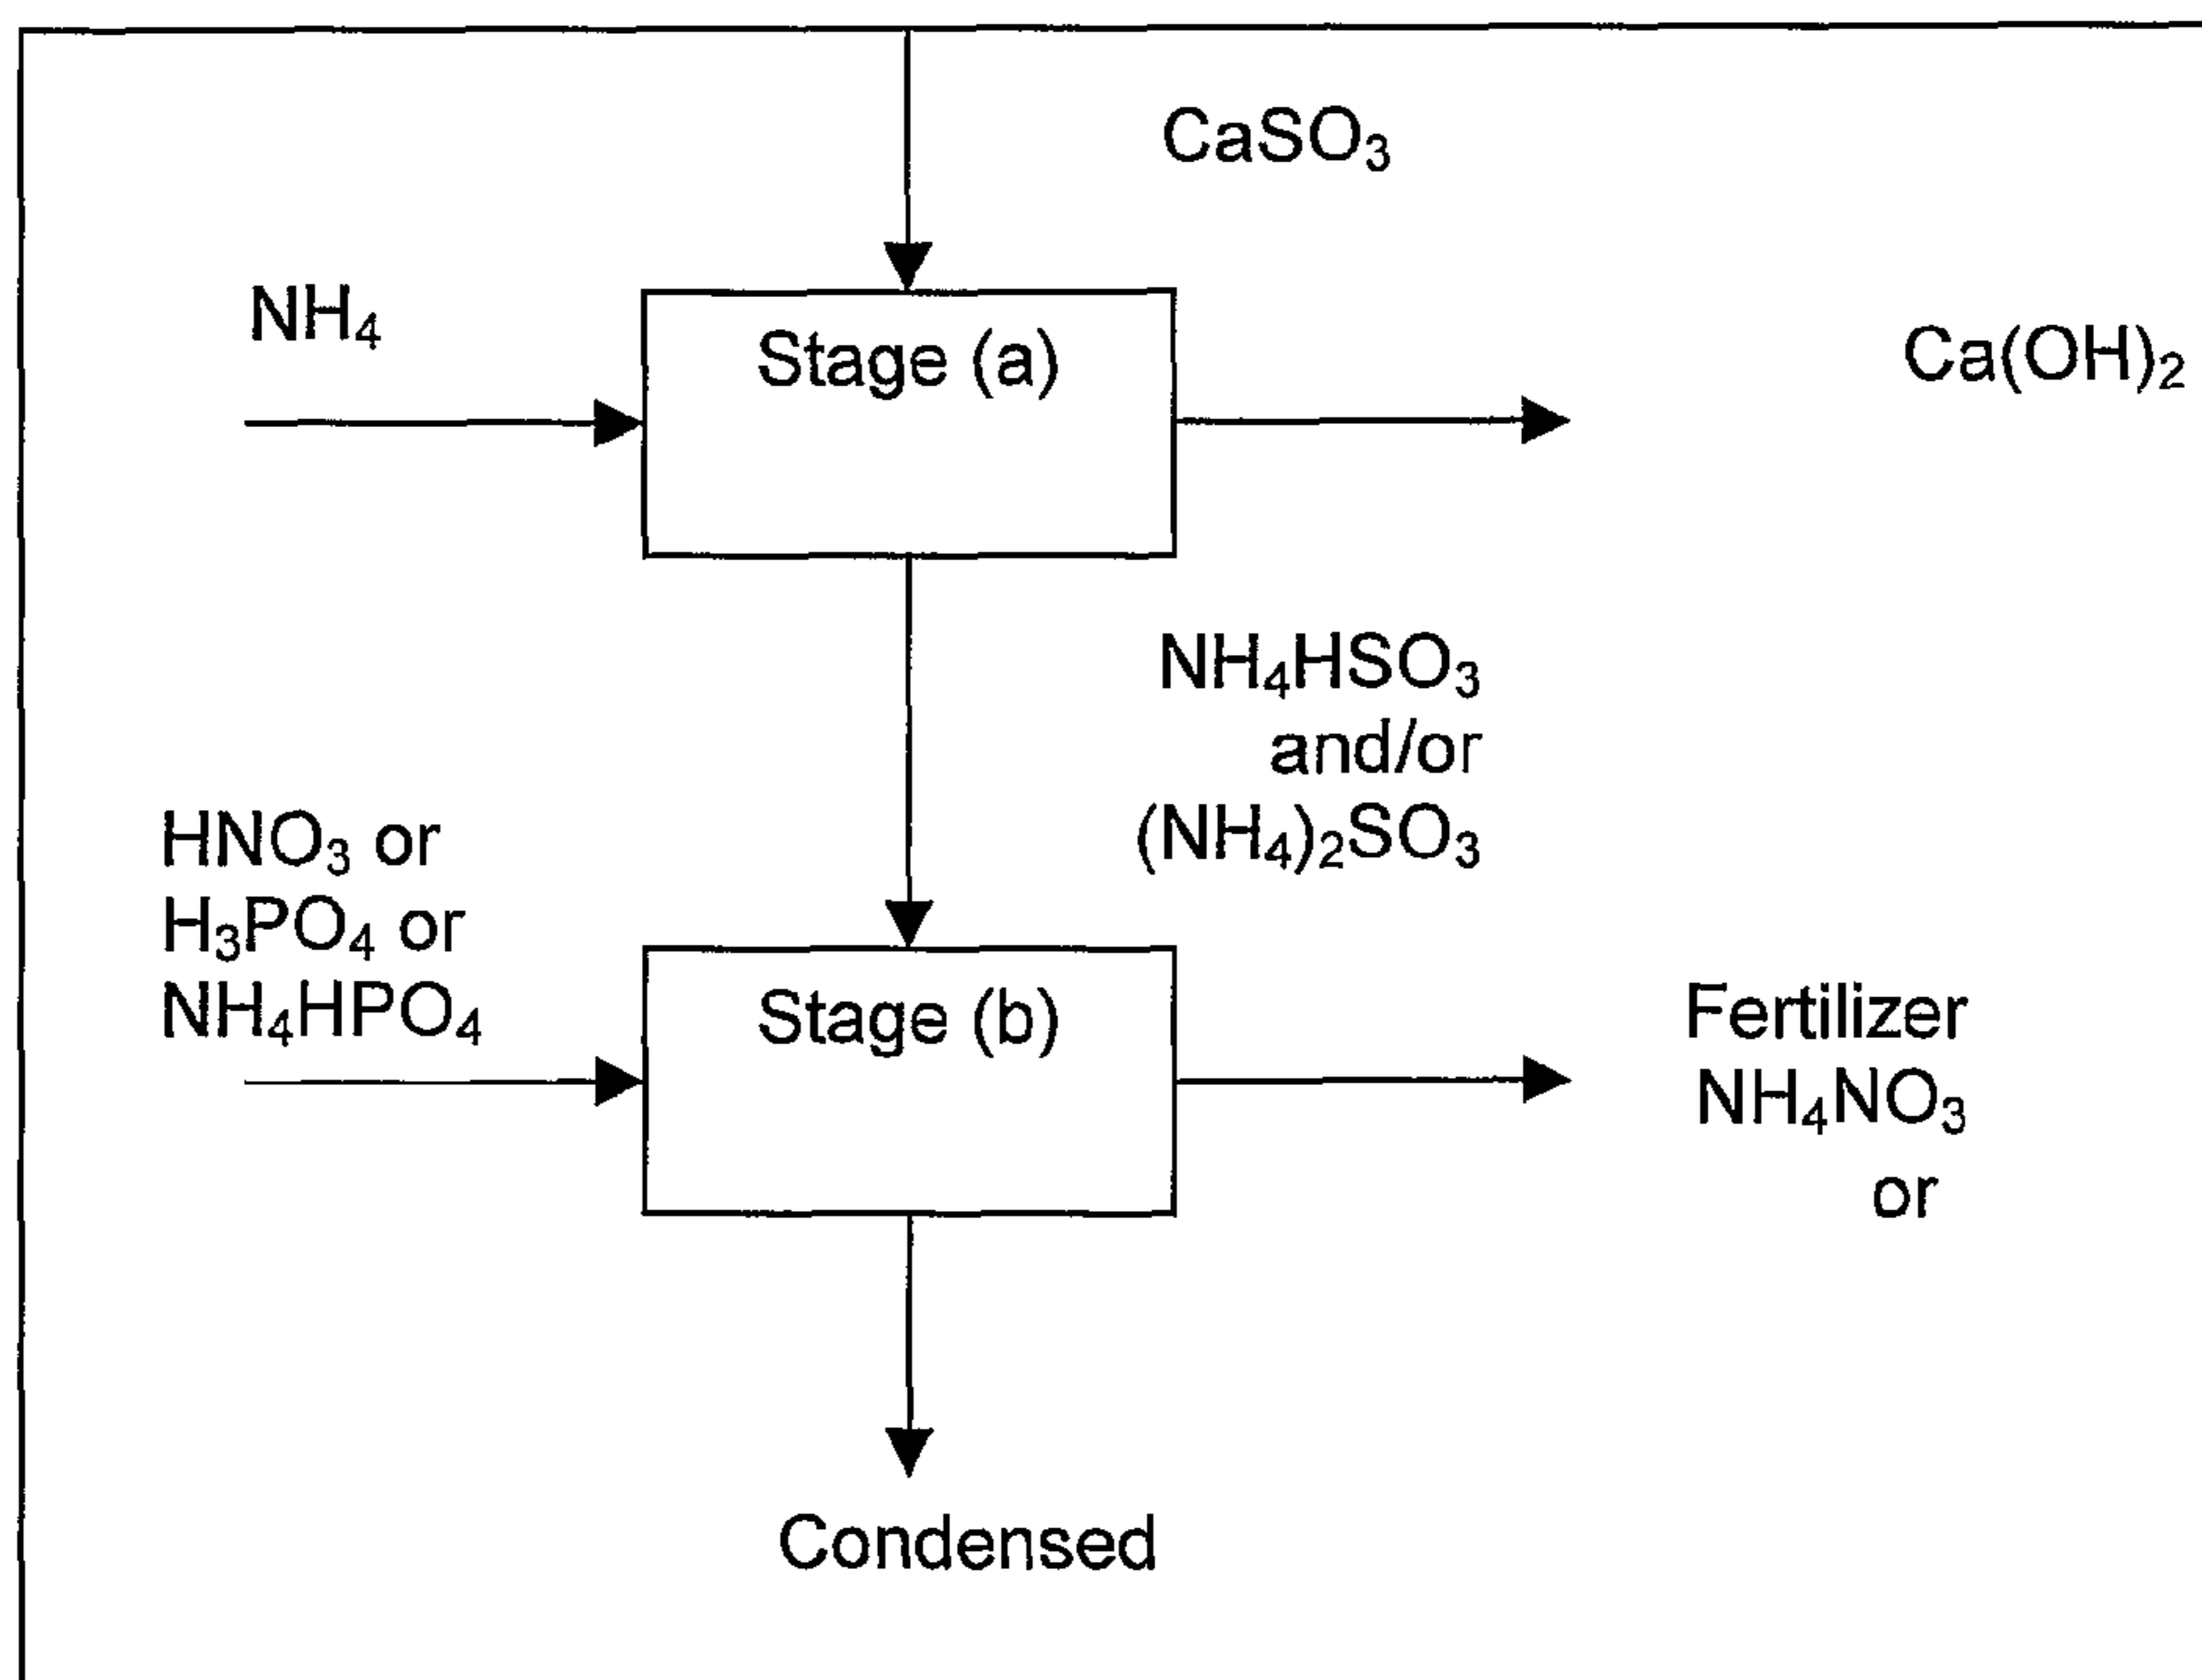 CaSO₃
NH₄
Stage (a)
Ca(OH)₂
NH₄HSO₃
and/or
(NH₄)₂SO₃
HNO₃ or
H₃PO₄ or
NH₄HPO₄
Stage (b)
Fertilizer
NH₄NO₃
or
Condensed